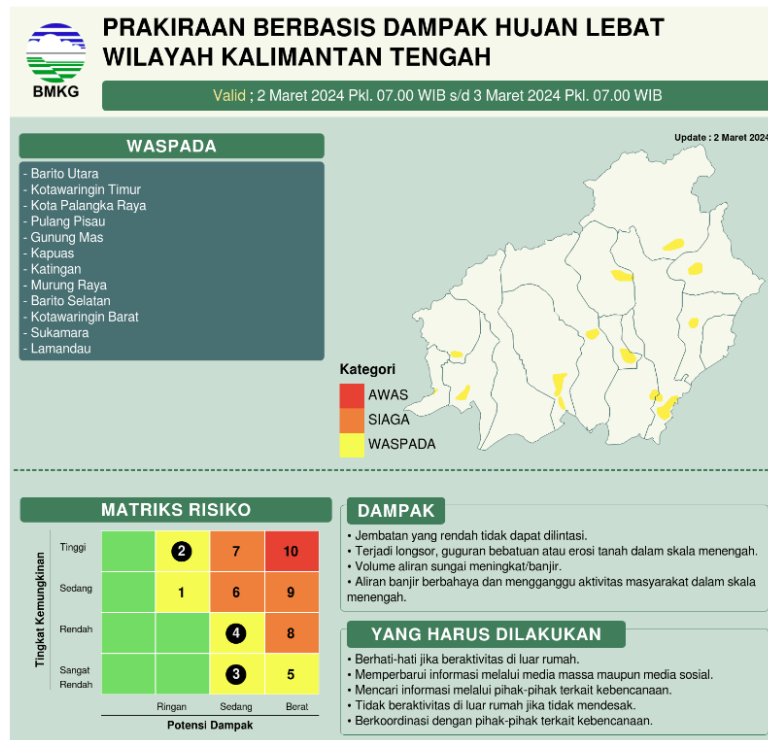 PRAKIRAAN BERBASIS DAMPAK HUJAN LEBAT
WILAYAH KALIMANTAN TENGAH
BMKG
Valid ; 2 Maret 2024 Pkl. 07.00 WIB s/d 3 Maret 2024 Pkl. 07.00 WIB
Update : 2 Maret 2024
WASPADA
- Barito Utara
- Kotawaringin Timur
- Kota Palangka Raya
- Pulang Pisau
- Gunung Mas
- Kapuas
- Katingan
- Murung Raya
- Barito Selatan
- Kotawaringin Barat
- Sukamara
- Lamandau
Kategori
AWAS
SIAGA
WASPADA
MATRIKS RISIKO
Tingkat Kemungkinan
Tinggi 2 7 10
Sedang 1 6 9
Rendah 4 8
Sangat
Rendah 3 5
Ringan Sedang Berat
Potensi Dampak
DAMPAK
• Jembatan yang rendah tidak dapat dilintasi.
• Terjadi longsor, guguran bebatuan atau erosi tanah dalam skala menengah.
• Volume aliran sungai meningkat/banjir.
• Aliran banjir berbahaya dan mengganggu aktivitas masyarakat dalam skala
menengah.
YANG HARUS DILAKUKAN
• Berhati-hati jika beraktivitas di luar rumah.
• Memperbarui informasi melalui media massa maupun media sosial.
• Mencari informasi melalui pihak-pihak terkait kebencanaan.
• Tidak beraktivitas di luar rumah jika tidak mendesak.
• Berkoordinasi dengan pihak-pihak terkait kebencanaan.